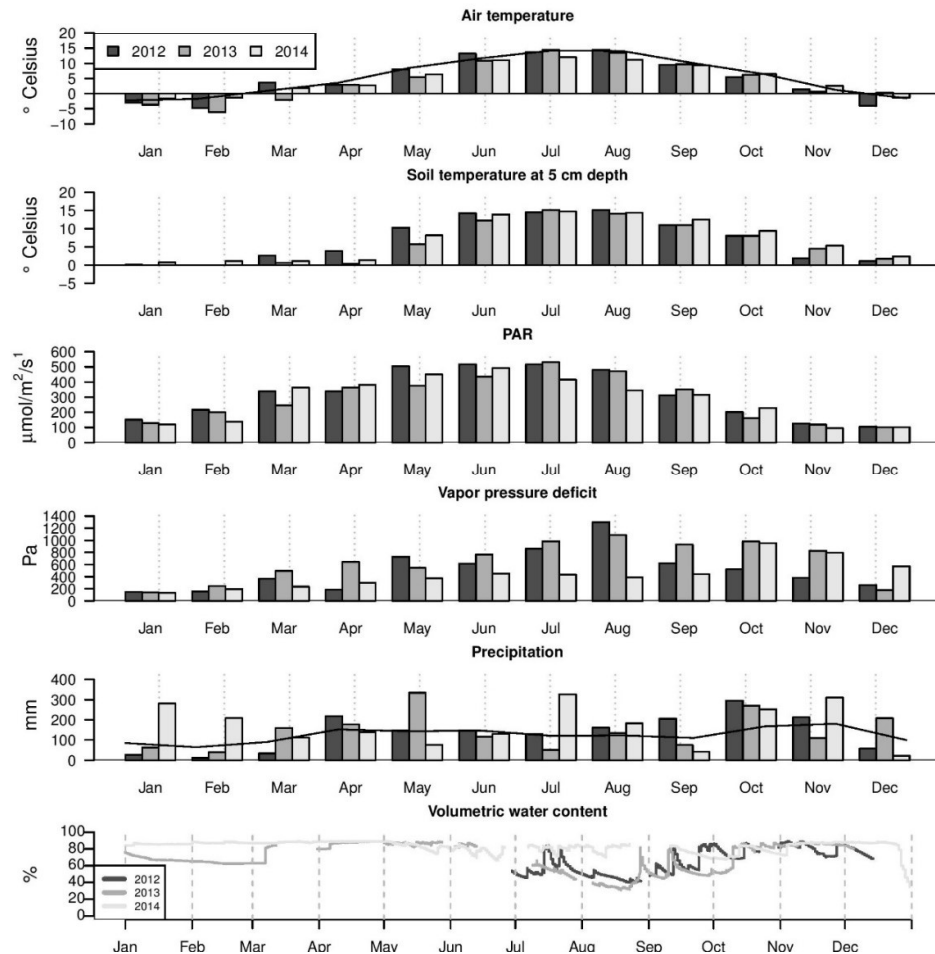 Air temperature
2012 2013 2014
° Celsius
20
15
10
5
0
−5
−10
Jan Feb Mar Apr May Jun Jul Aug Sep Oct Nov Dec
Soil temperature at 5 cm depth
° Celsius
20
15
10
5
0
−5
Jan Feb Mar Apr May Jun Jul Aug Sep Oct Nov Dec
PAR
µmol/m²/s¹
600
500
400
300
200
100
0
Jan Feb Mar Apr May Jun Jul Aug Sep Oct Nov Dec
Vapor pressure deficit
Pa
1400
1200
1000
800
600
400
200
0
Jan Feb Mar Apr May Jun Jul Aug Sep Oct Nov Dec
Precipitation
mm
400
300
200
100
0
Jan Feb Mar Apr May Jun Jul Aug Sep Oct Nov Dec
Volumetric water content
%
100
80
60
40
20
0
2012
2013
2014
Jan Feb Mar Apr May Jun Jul Aug Sep Oct Nov Dec